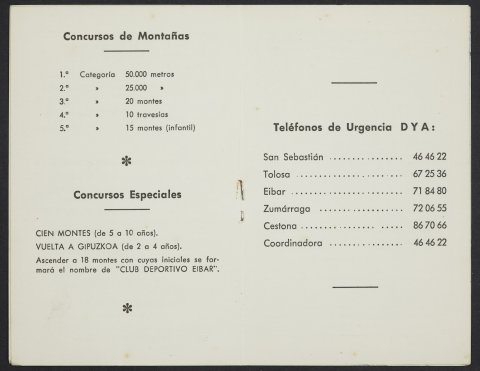 Concursos de Montañas
1.º Categoría 50.000 metros
2.º » 25.000 »
3.º » 20 montes
4.º » 10 travesías
5.º » 15 montes (infantil)
*
Concursos Especiales
CIEN MONTES (de 5 a 10 años).
VUELTA A GIPUZKOA (de 2 a 4 años).
Ascender a 18 montes con cuyas iniciales se for-
mará el nombre de "CLUB DEPORTIVO EIBAR".
*
Teléfonos de Urgencia D Y A :
San Sebastián ................ 46 46 22
Tolosa ...................... 67 25 36
Eibar ....................... 71 84 80
Zumárraga ................. 72 06 55
Cestona .................... 86 70 66
Coordinadora ............... 46 46 22